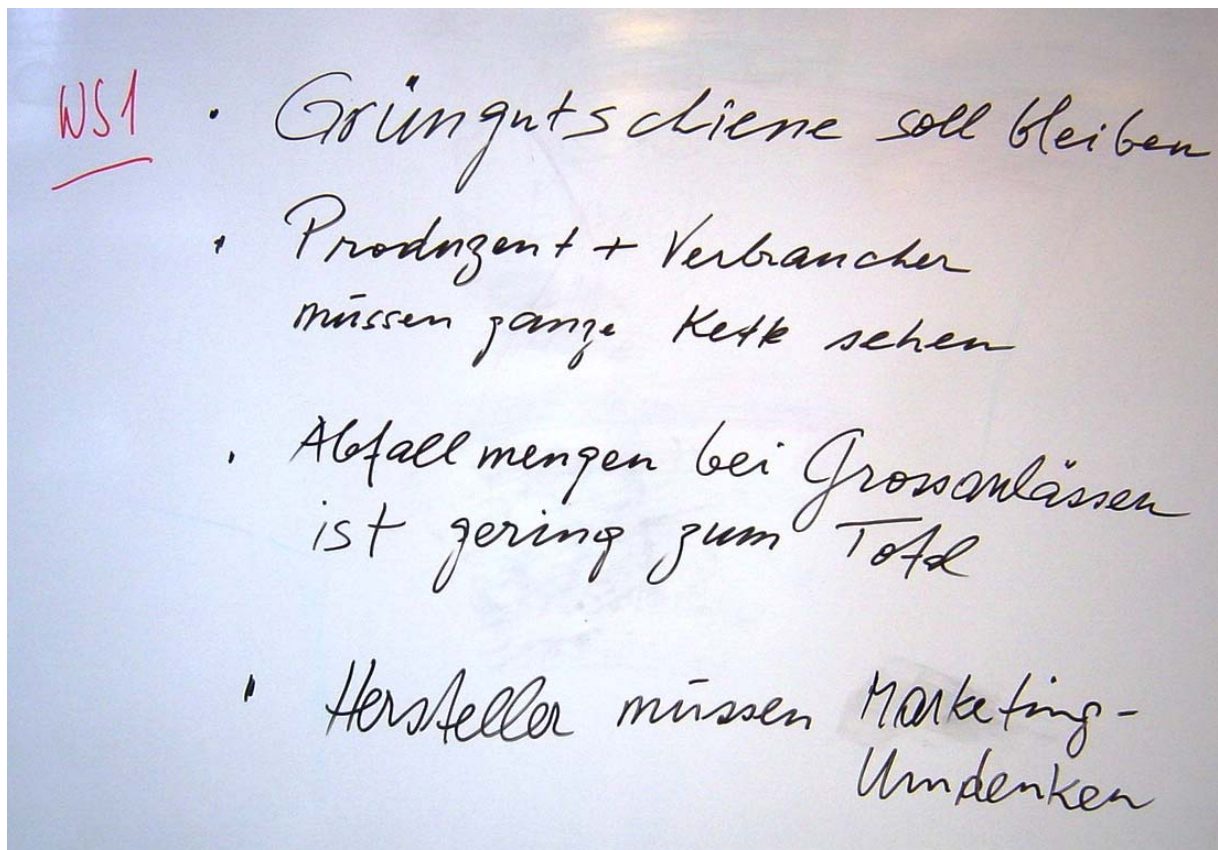 WS1 · Grüngutschiene soll bleiben
· Produzent + Verbraucher
müssen ganze Kette sehen
· Abfallmengen bei Grossanlässen
ist gering zum Total
· Hersteller müssen Marketing-
Umdenken